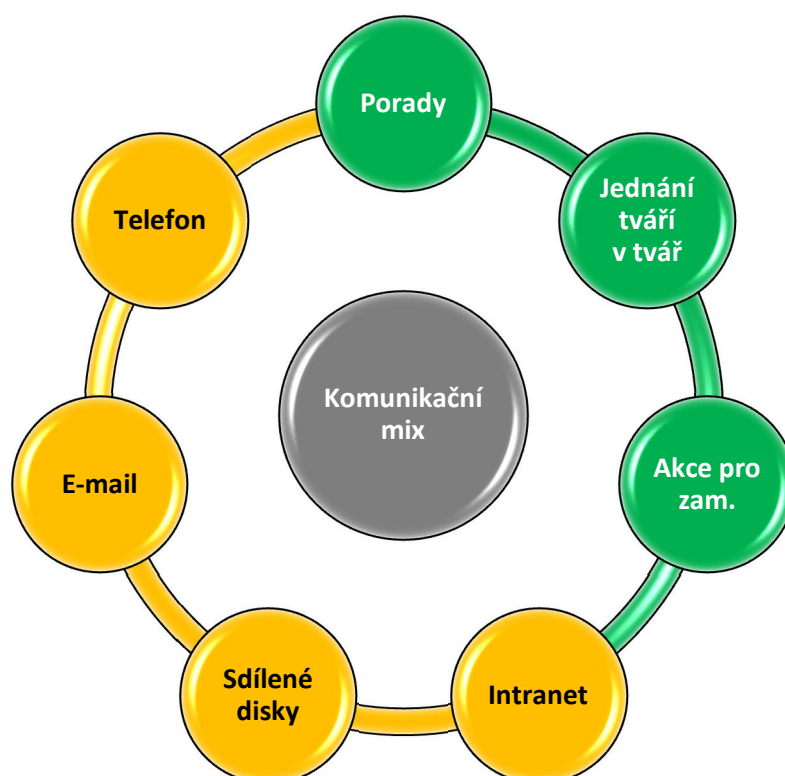 Porady
Jednání
tváří
v tvář
Telefon
Komunikační
mix
Akce pro
zam.
E-mail
Sdílené
disky
Intranet